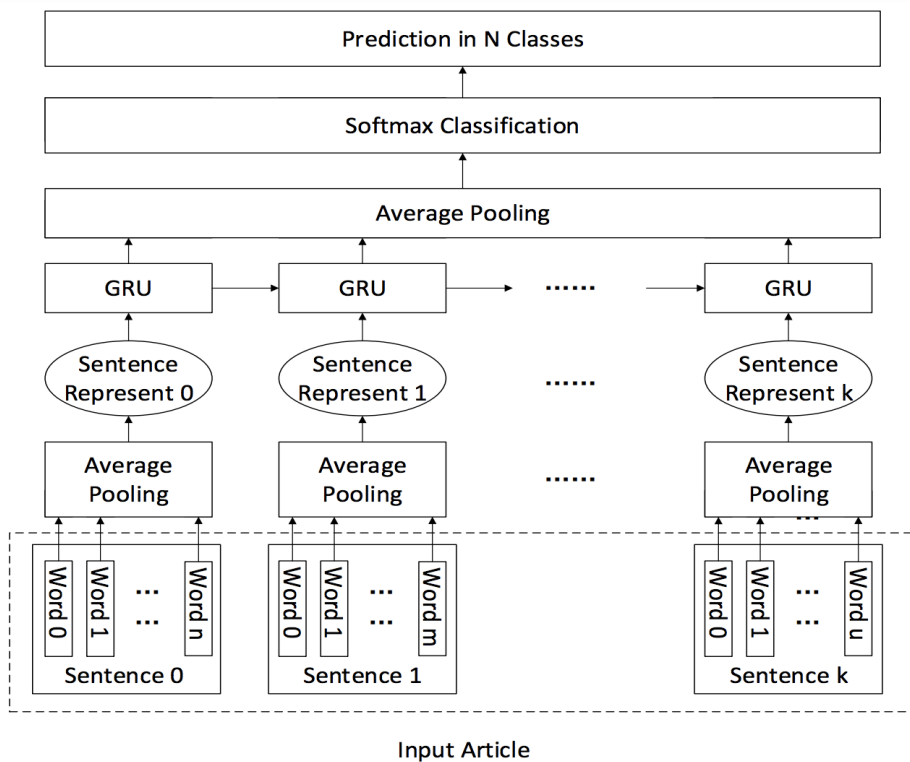 Prediction in N Classes
Softmax Classification
Average Pooling
GRU
GRU
······
GRU
Sentence
Represent 0
Sentence
Represent 1
······
Sentence
Represent k
Average
Pooling
Average
Pooling
······
Average
Pooling
...
Word 0
Word 1
...
...
Word n
Sentence 0
Word 0
Word 1
...
...
Word m
Sentence 1
Word 0
Word 1
...
...
Word u
Sentence k
Input Article